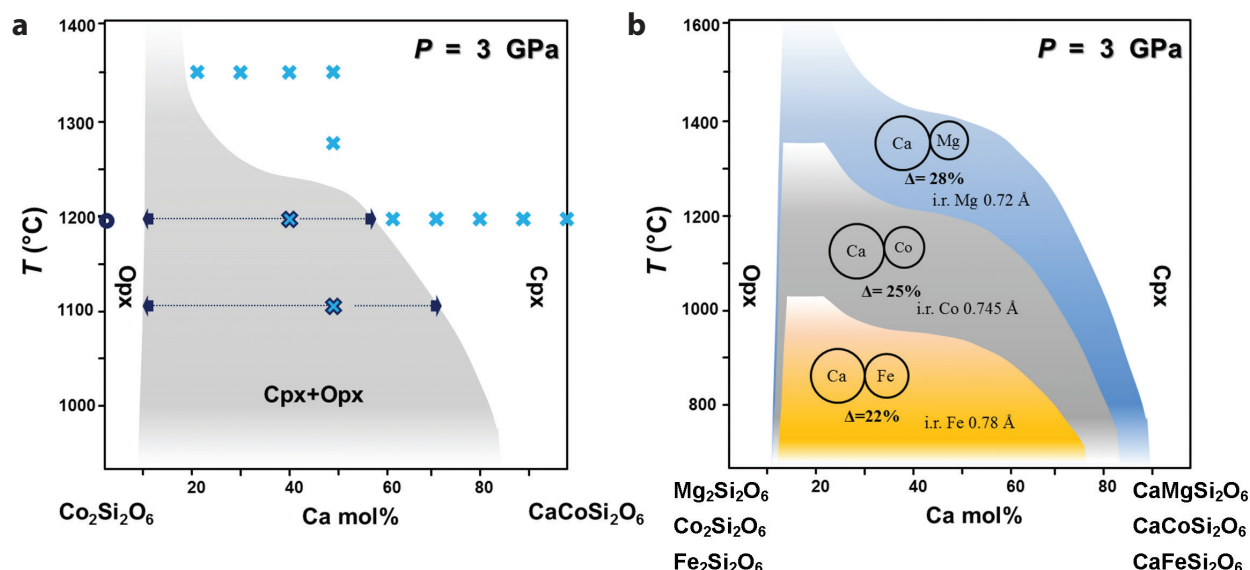 a
P = 3 GPa
1400
1300
1200
1100
1000
T (°C)
Opx
Cpx
Cpx+Opx
20
40
60
80
Co₂Si₂O₆
Ca mol%
CaCoSi₂O₆
b
P = 3 GPa
1600
1400
1200
1000
800
T (°C)
Opx
Cpx
Ca
Mg
Δ= 28%
i.r. Mg 0.72 Å
Ca
Co
Δ= 25%
i.r. Co 0.745 Å
Ca
Fe
Δ=22%
i.r. Fe 0.78 Å
20
40
60
80
Ca mol%
Mg₂Si₂O₆
CaMgSi₂O₆
Co₂Si₂O₆
CaCoSi₂O₆
Fe₂Si₂O₆
CaFeSi₂O₆